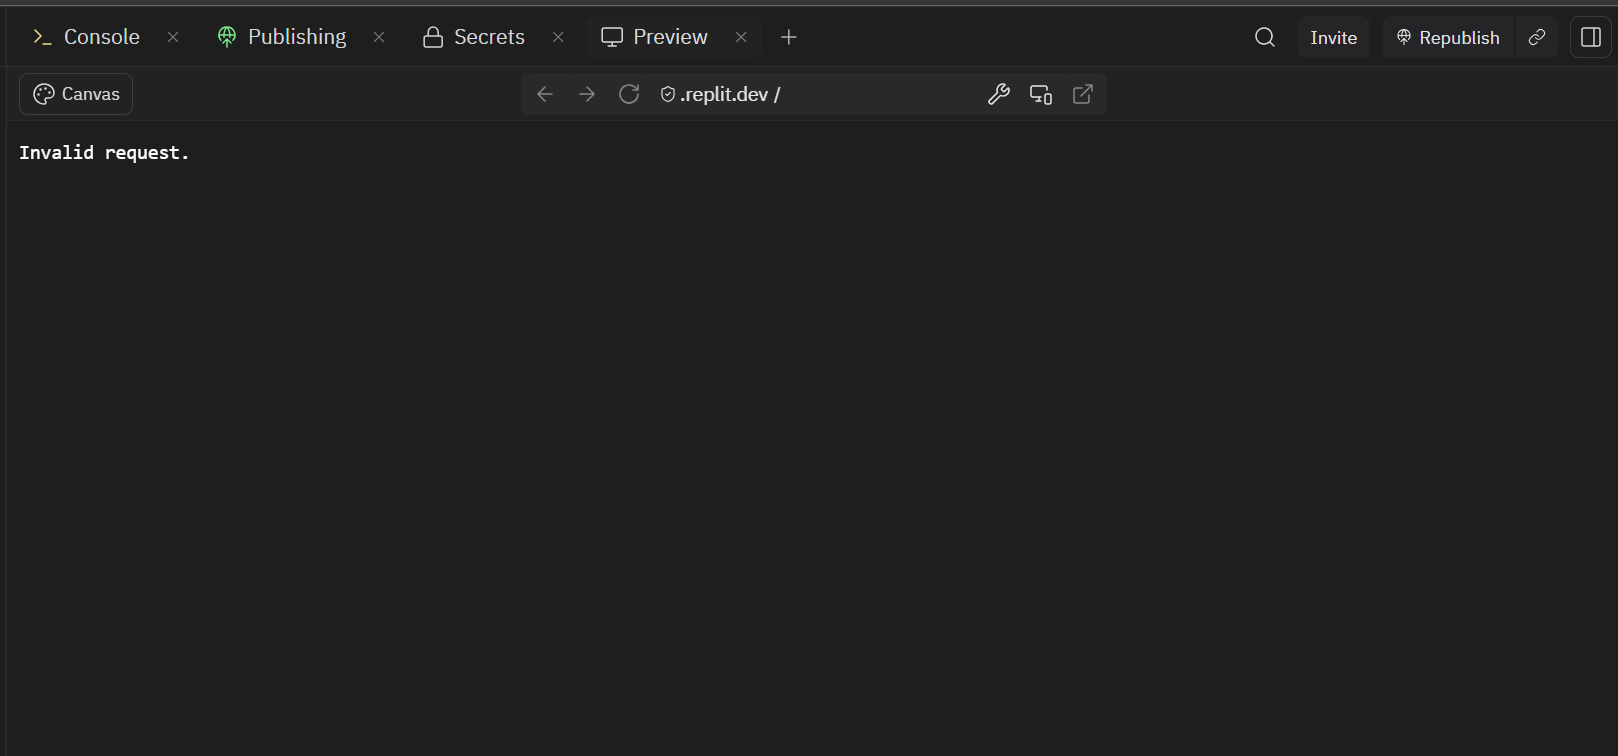 Console Publishing Secrets Preview Invite Republish
Canvas .replit.dev /
Invalid request.